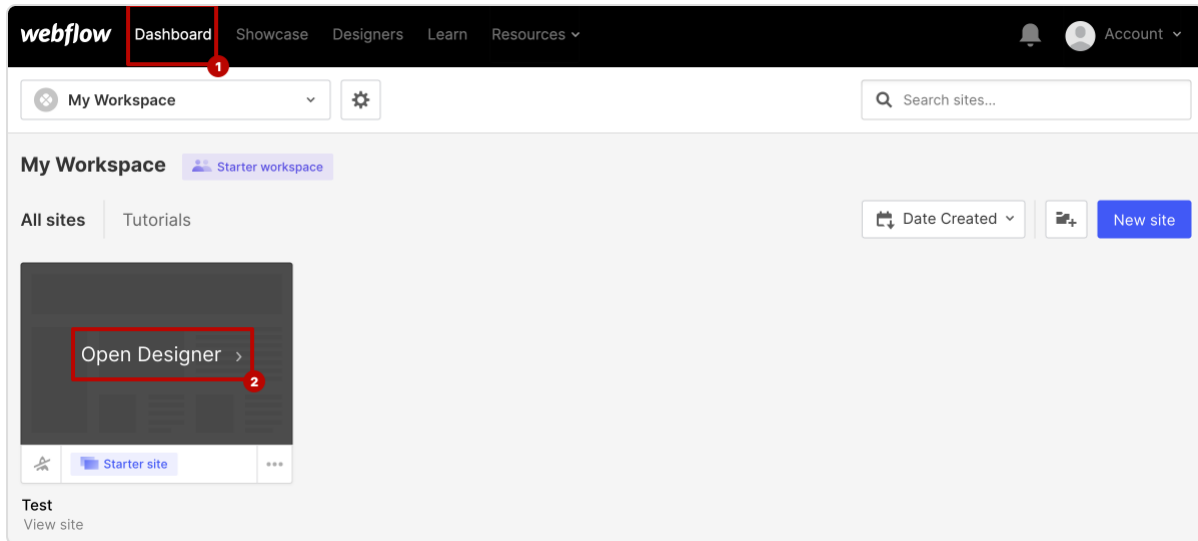 webflow Dashboard Showcase Designers Learn Resources Account
1
My Workspace Search sites...
My Workspace Starter workspace
All sites Tutorials Date Created New site
Open Designer ›
2
Starter site
Test
View site